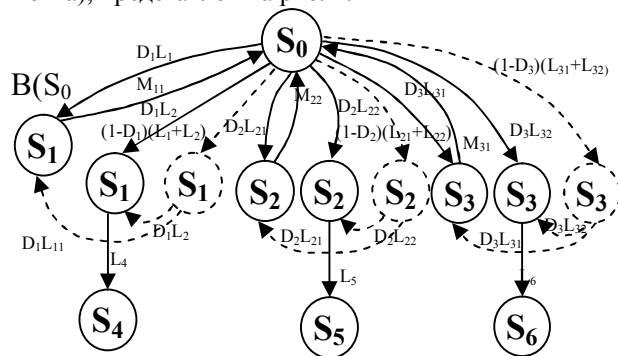 S0
D1L1
B(S0
M11
D1L2
(1-D1)(L1+L2)
D2L21
M22
D2L22
(1-D2)(L21+L22)
D3L31
M31
D3L32
(1-D3)(L31+L32)
S1
S1
S1
S2
S2
S2
S3
S3
S3
D1L11
D1L2
D2L21
D2L22
D3L31
D3L32
L4
L5
L6
S4
S5
S6